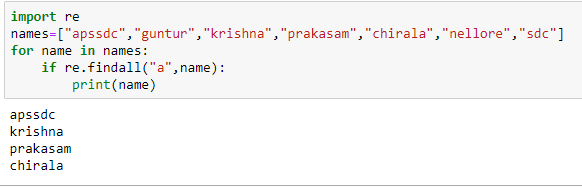 import re
names=["apssdc","guntur","krishna","prakasam","chirala","nellore","sdc"]
for name in names:
    if re.findall("a",name):
        print(name)
apssdc
krishna
prakasam
chirala